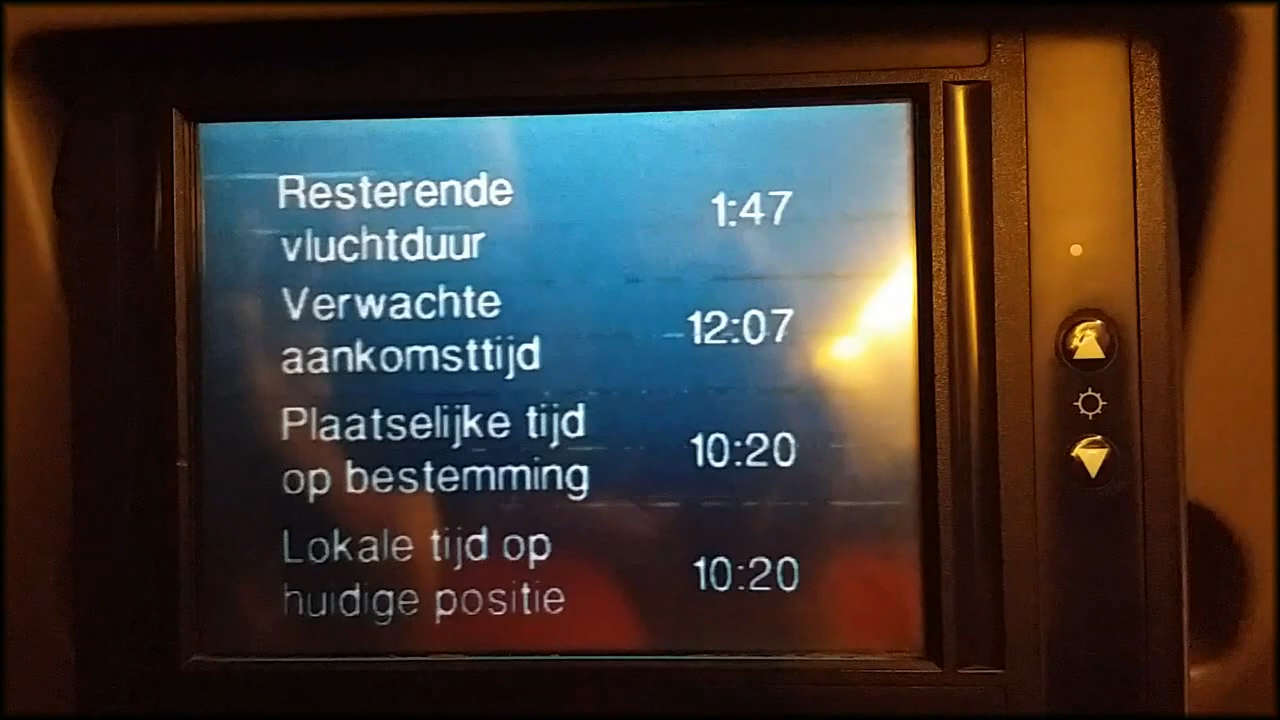 Resterende
vluchtduur 1:47
Verwachte
aankomsttijd 12:07
Plaatselijke tijd
op bestemming 10:20
Lokale tijd op
huidige positie 10:20